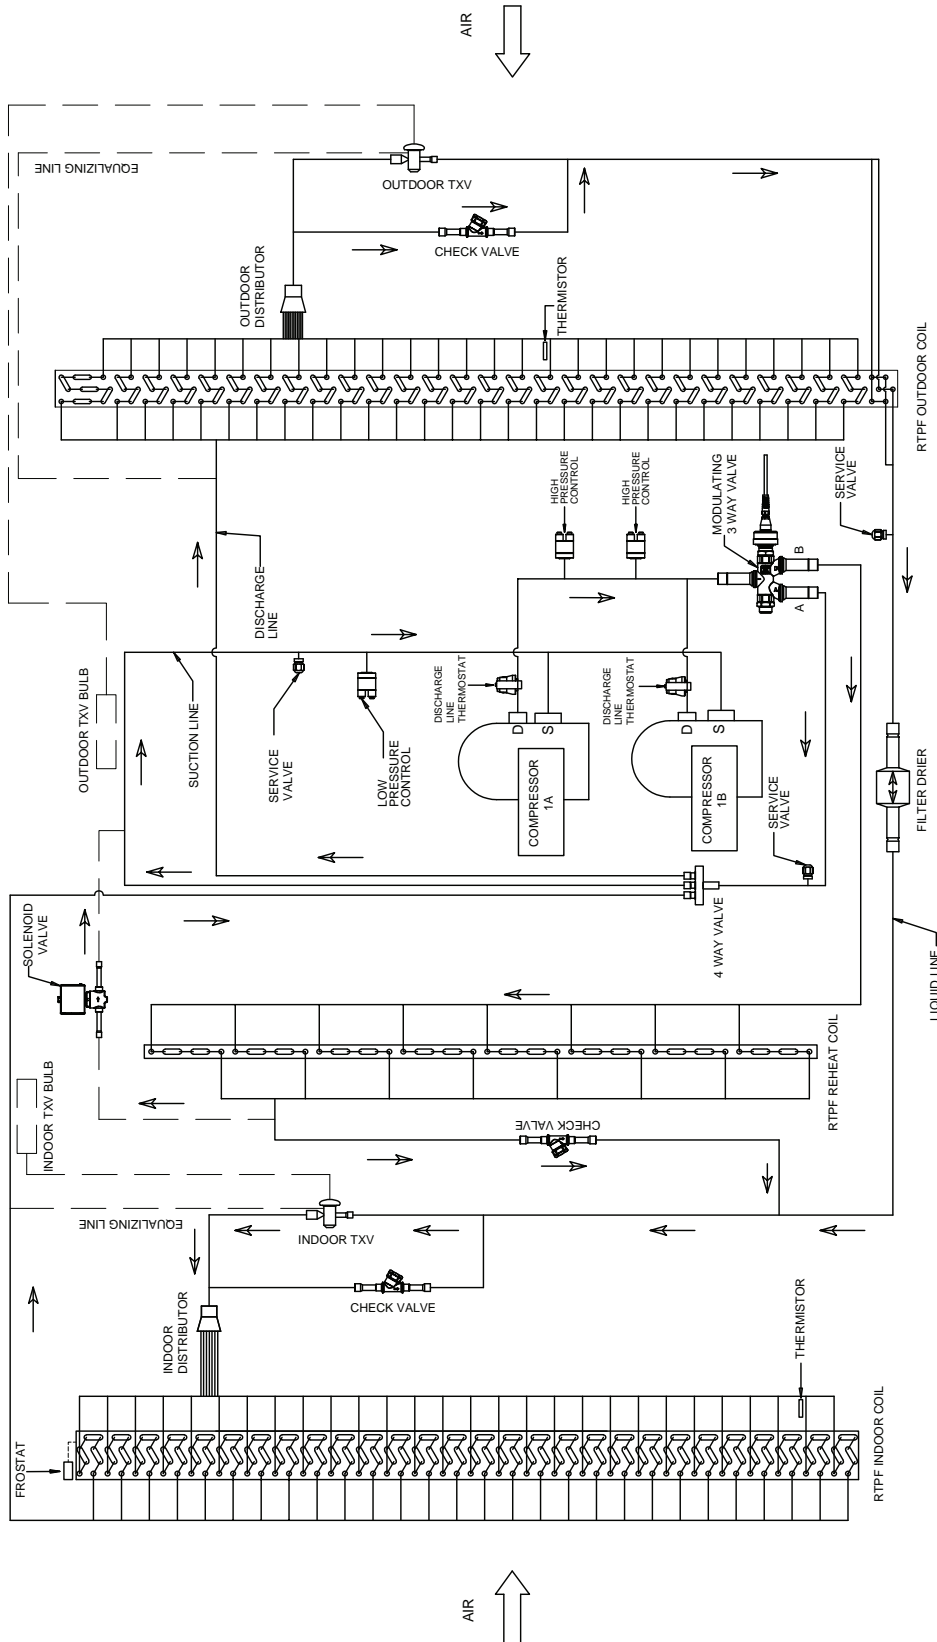 AIR
EQUALIZING LINE
OUTDOOR TXV
CHECK VALVE
OUTDOOR
DISTRIBUTOR
THERMISTOR
RTPF OUTDOOR COIL
HIGH
PRESSURE
CONTROL
HIGH
PRESSURE
CONTROL
MODULATING
3 WAY VALVE
SERVICE
VALVE
B
A
DISCHARGE
LINE
OUTDOOR TXV BULB
SUCTION LINE
SERVICE
VALVE
LOW
PRESSURE
CONTROL
DISCHARGE
LINE
THERMOSTAT
DISCHARGE
LINE
THERMOSTAT
D
S
D
S
COMPRESSOR
1A
COMPRESSOR
1B
SERVICE
VALVE
FILTER DRIER
SOLENOID
VALVE
4 WAY VALVE
LIQUID LINE
INDOOR TXV BULB
RTPF REHEAT COIL
CHECK VALVE
EQUALIZING LINE
INDOOR TXV
CHECK VALVE
INDOOR
DISTRIBUTOR
THERMISTOR
FROSTAT
RTPF INDOOR COIL
AIR